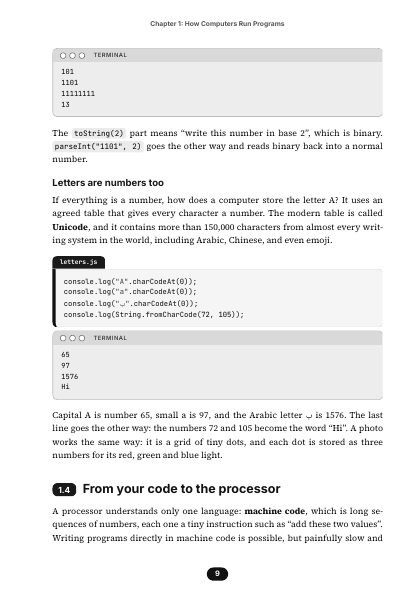 Chapter 1: How Computers Run Programs
TERMINAL
101
1101
11111111
13
The toString(2) part means “write this number in base 2”, which is binary.
parseInt("1101", 2) goes the other way and reads binary back into a normal
number.
Letters are numbers too
If everything is a number, how does a computer store the letter A? It uses an
agreed table that gives every character a number. The modern table is called
Unicode, and it contains more than 150,000 characters from almost every writ-
ing system in the world, including Arabic, Chinese, and even emoji.
letters.js
console.log("A".charCodeAt(0));
console.log("a".charCodeAt(0));
console.log("ب".charCodeAt(0));
console.log(String.fromCharCode(72, 105));
TERMINAL
65
97
1576
Hi
Capital A is number 65, small a is 97, and the Arabic letter ب is 1576. The last
line goes the other way: the numbers 72 and 105 become the word “Hi”. A photo
works the same way: it is a grid of tiny dots, and each dot is stored as three
numbers for its red, green and blue light.
1.4 From your code to the processor
A processor understands only one language: machine code, which is long se-
quences of numbers, each one a tiny instruction such as “add these two values”.
Writing programs directly in machine code is possible, but painfully slow and
9